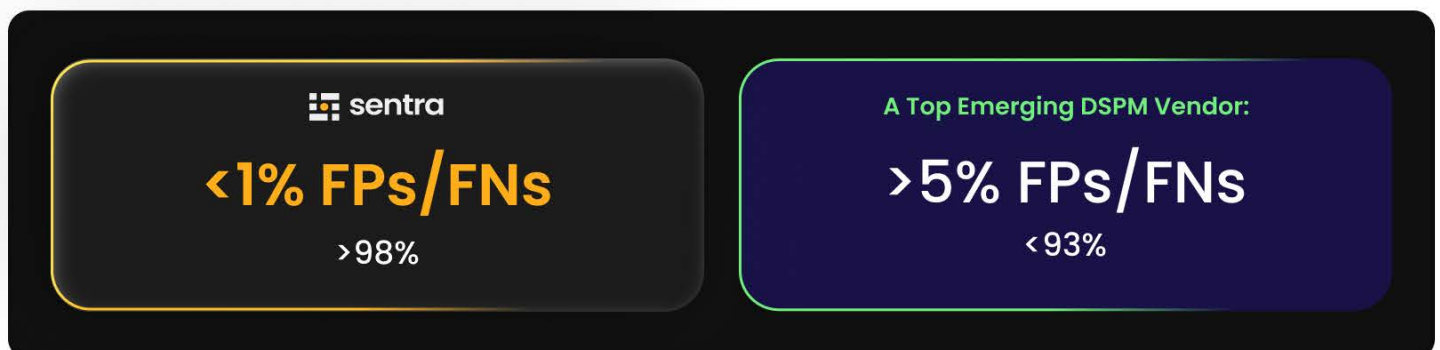 sentra
<1% FPs/FNs
>98%
A Top Emerging DSPM Vendor:
>5% FPs/FNs
<93%